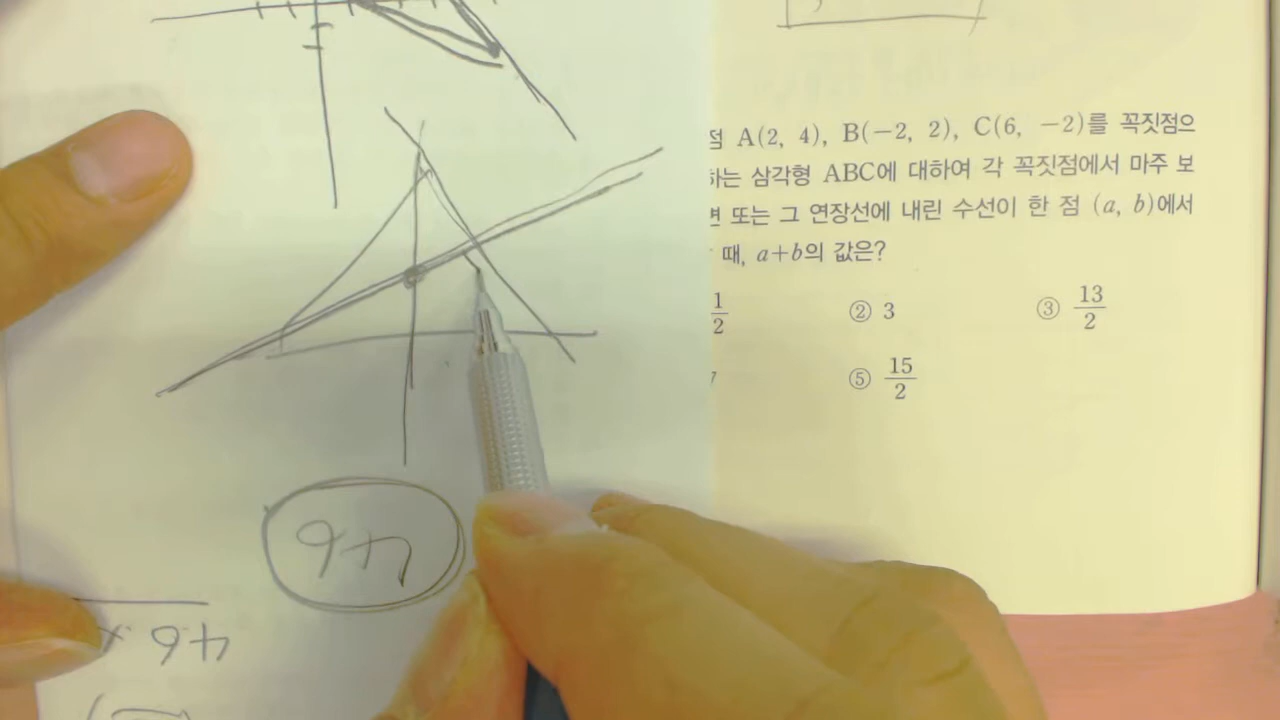 점 A(2, 4), B(−2, 2), C(6, −2)를 꼭짓점으
하는 삼각형 ABC에 대하여 각 꼭짓점에서 마주 보
변 또는 그 연장선에 내린 수선이 한 점 (a, b)에서
때, a+b의 값은?
1/2 ② 3 ③ 13/2
7 ⑤ 15/2